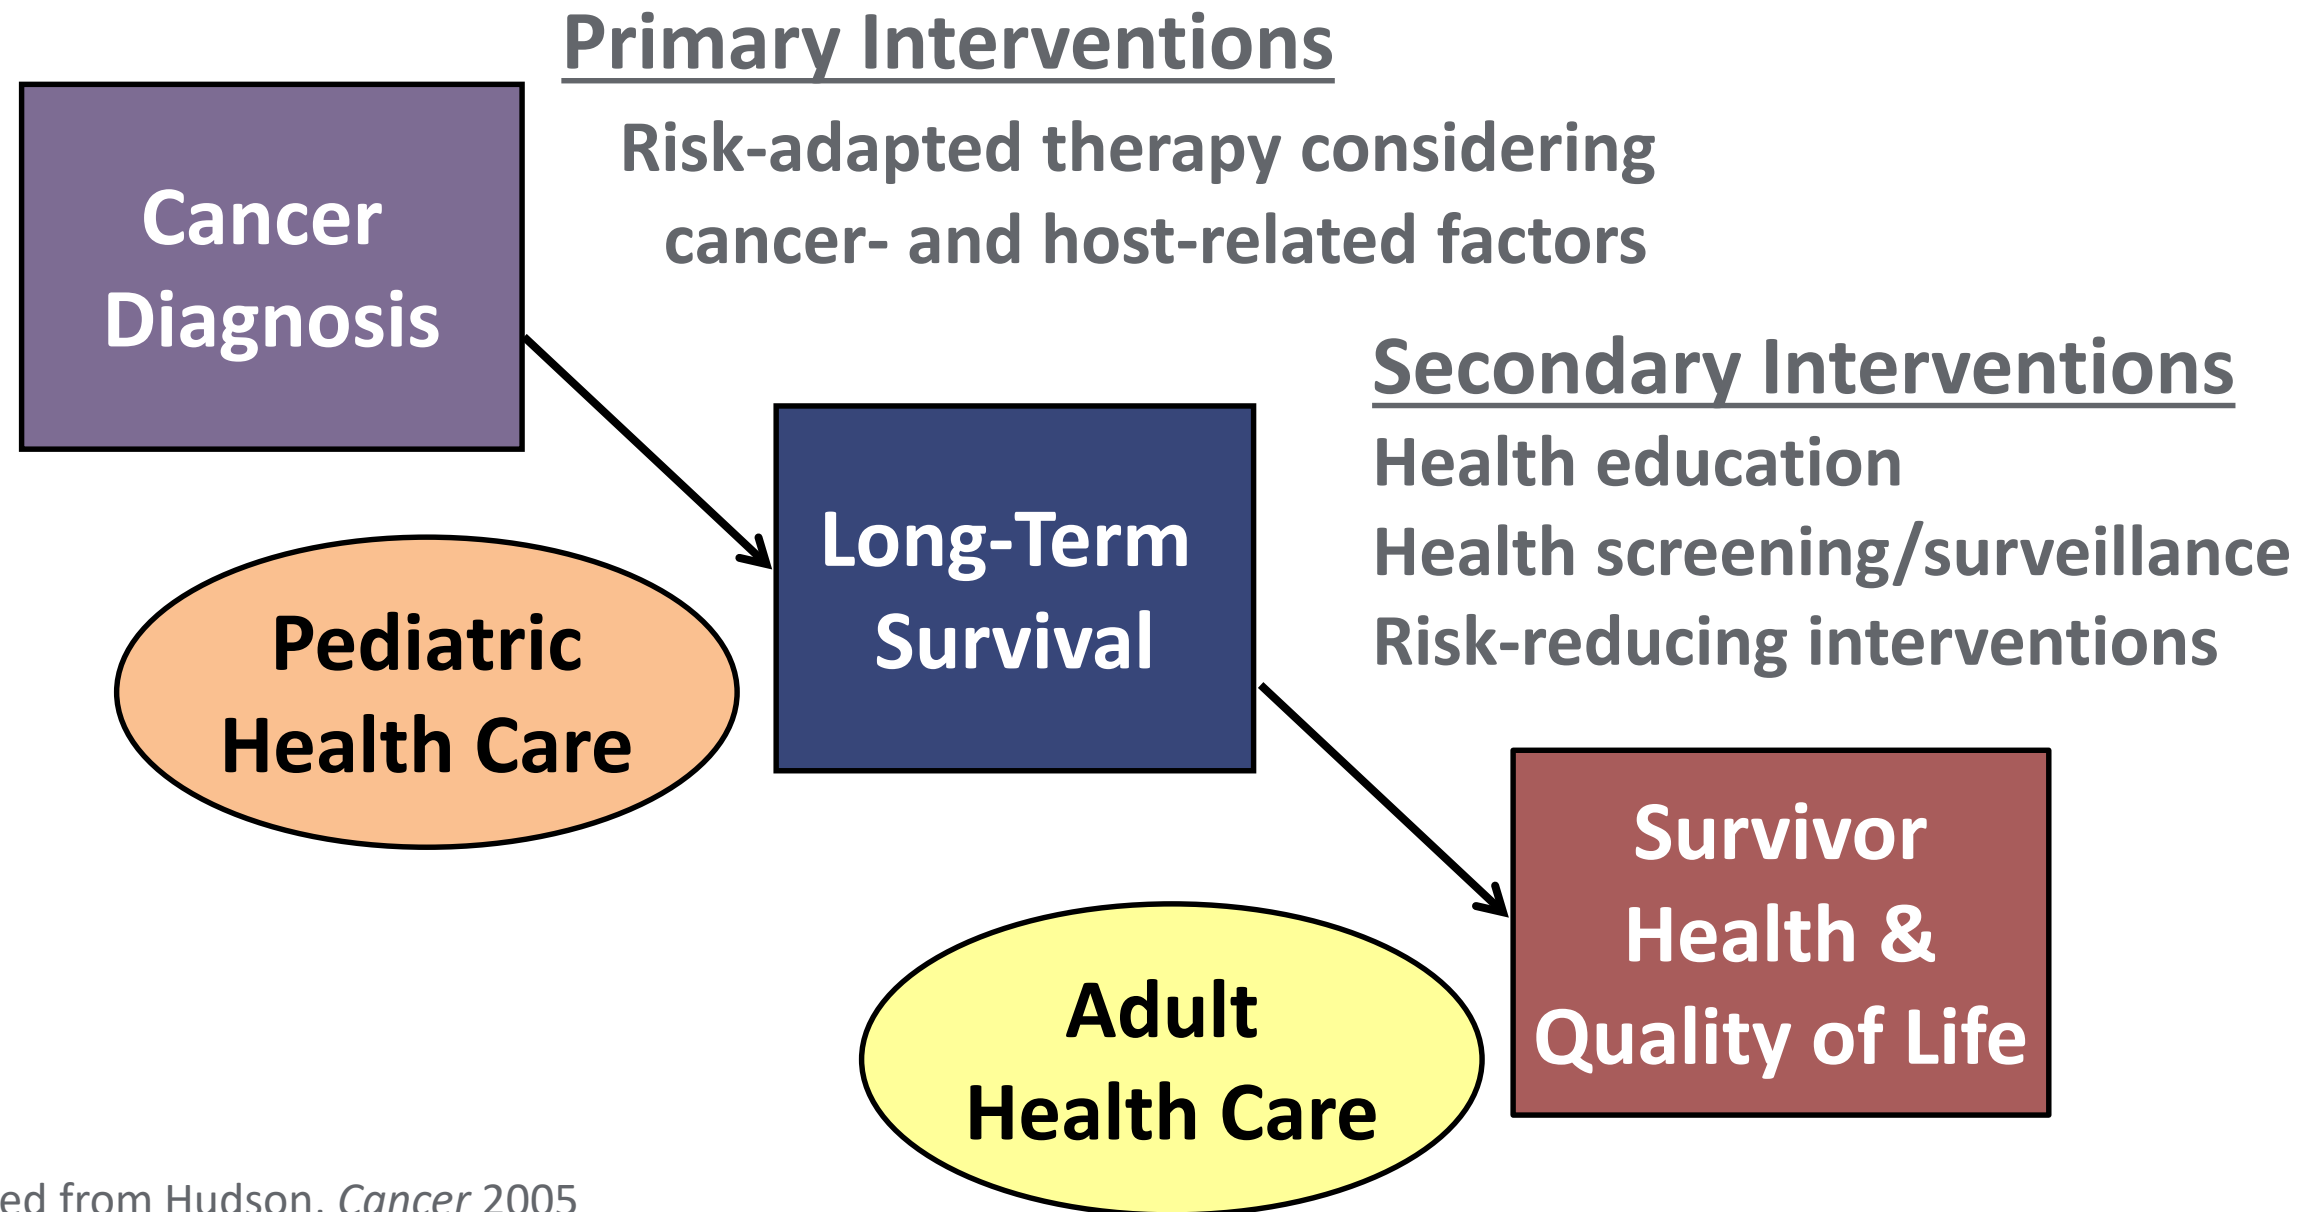 Primary Interventions
Risk-adapted therapy considering
cancer- and host-related factors
Cancer
Diagnosis
Secondary Interventions
Health education
Health screening/surveillance
Risk-reducing interventions
Long-Term
Survival
Pediatric
Health Care
Survivor
Health &
Quality of Life
Adult
Health Care
from Hudson. Cancer 2005